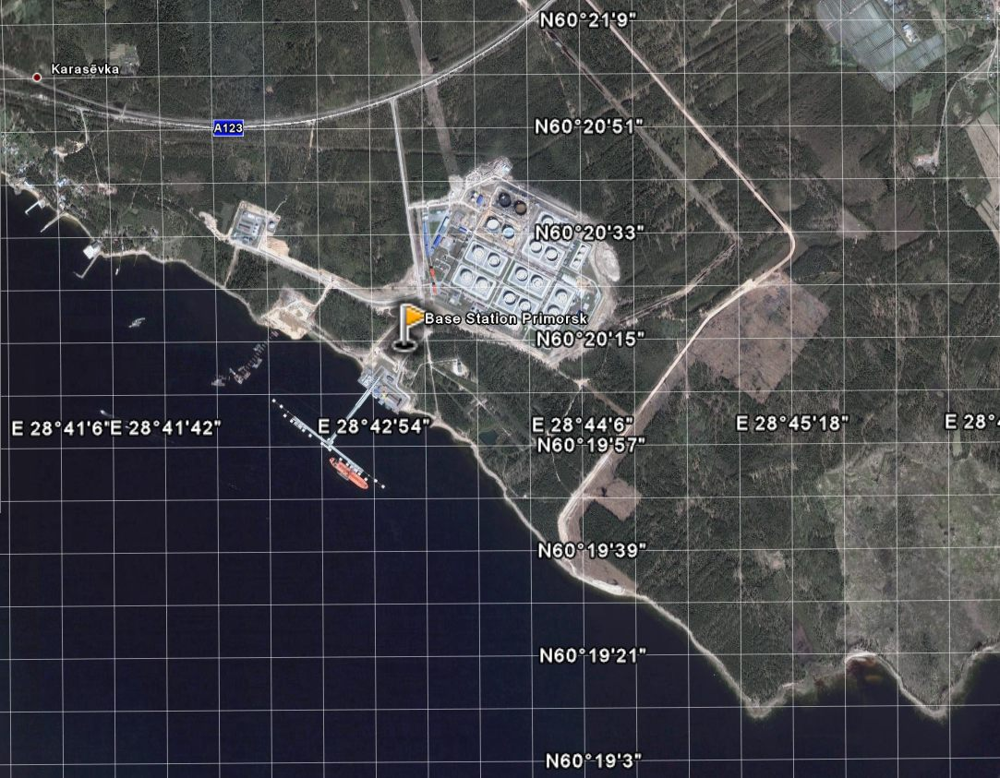 N60°21'9"
Karasëvka
A123
N60°20'51"
N60°20'33"
Base Station Primorsk
N60°20'15"
E 28°41'6"E 28°41'42"
E 28°42'54"
E 28°44'6"
E 28°45'18"
E 28°4
N60°19'57"
N60°19'39"
N60°19'21"
N60°19'3"